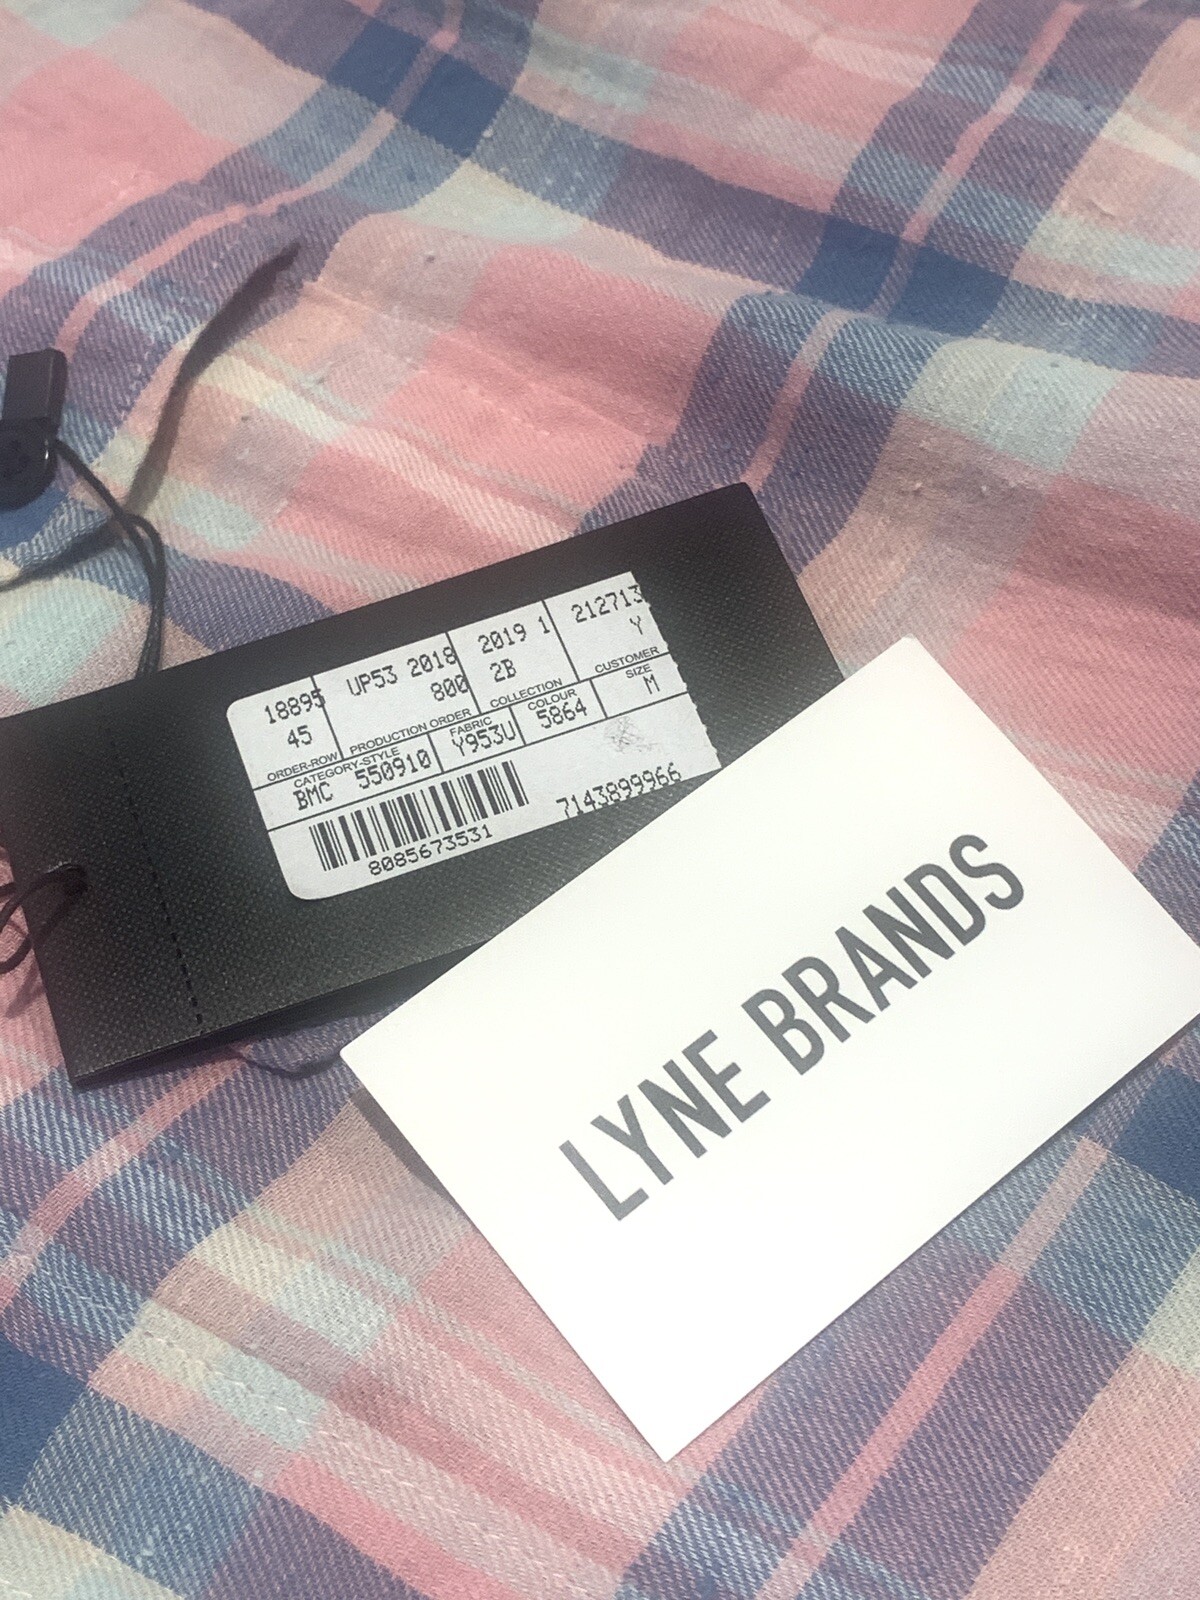 18895 UP53 2018 2019 1 212713
45 800 2B Y
ORDER-ROW PRODUCTION ORDER COLLECTION CUSTOMER
CATEGORY-STYLE FABRIC COLOUR SIZE
BMC 550910 Y953U 5864 M
8085673531 7143899966
LYNE BRANDS